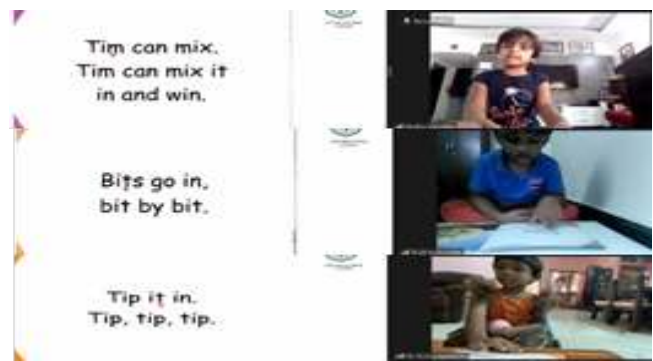 Tim can mix.
Tim can mix it
in and win.
Bits go in,
bit by bit.
Tip it in.
Tip, tip, tip.